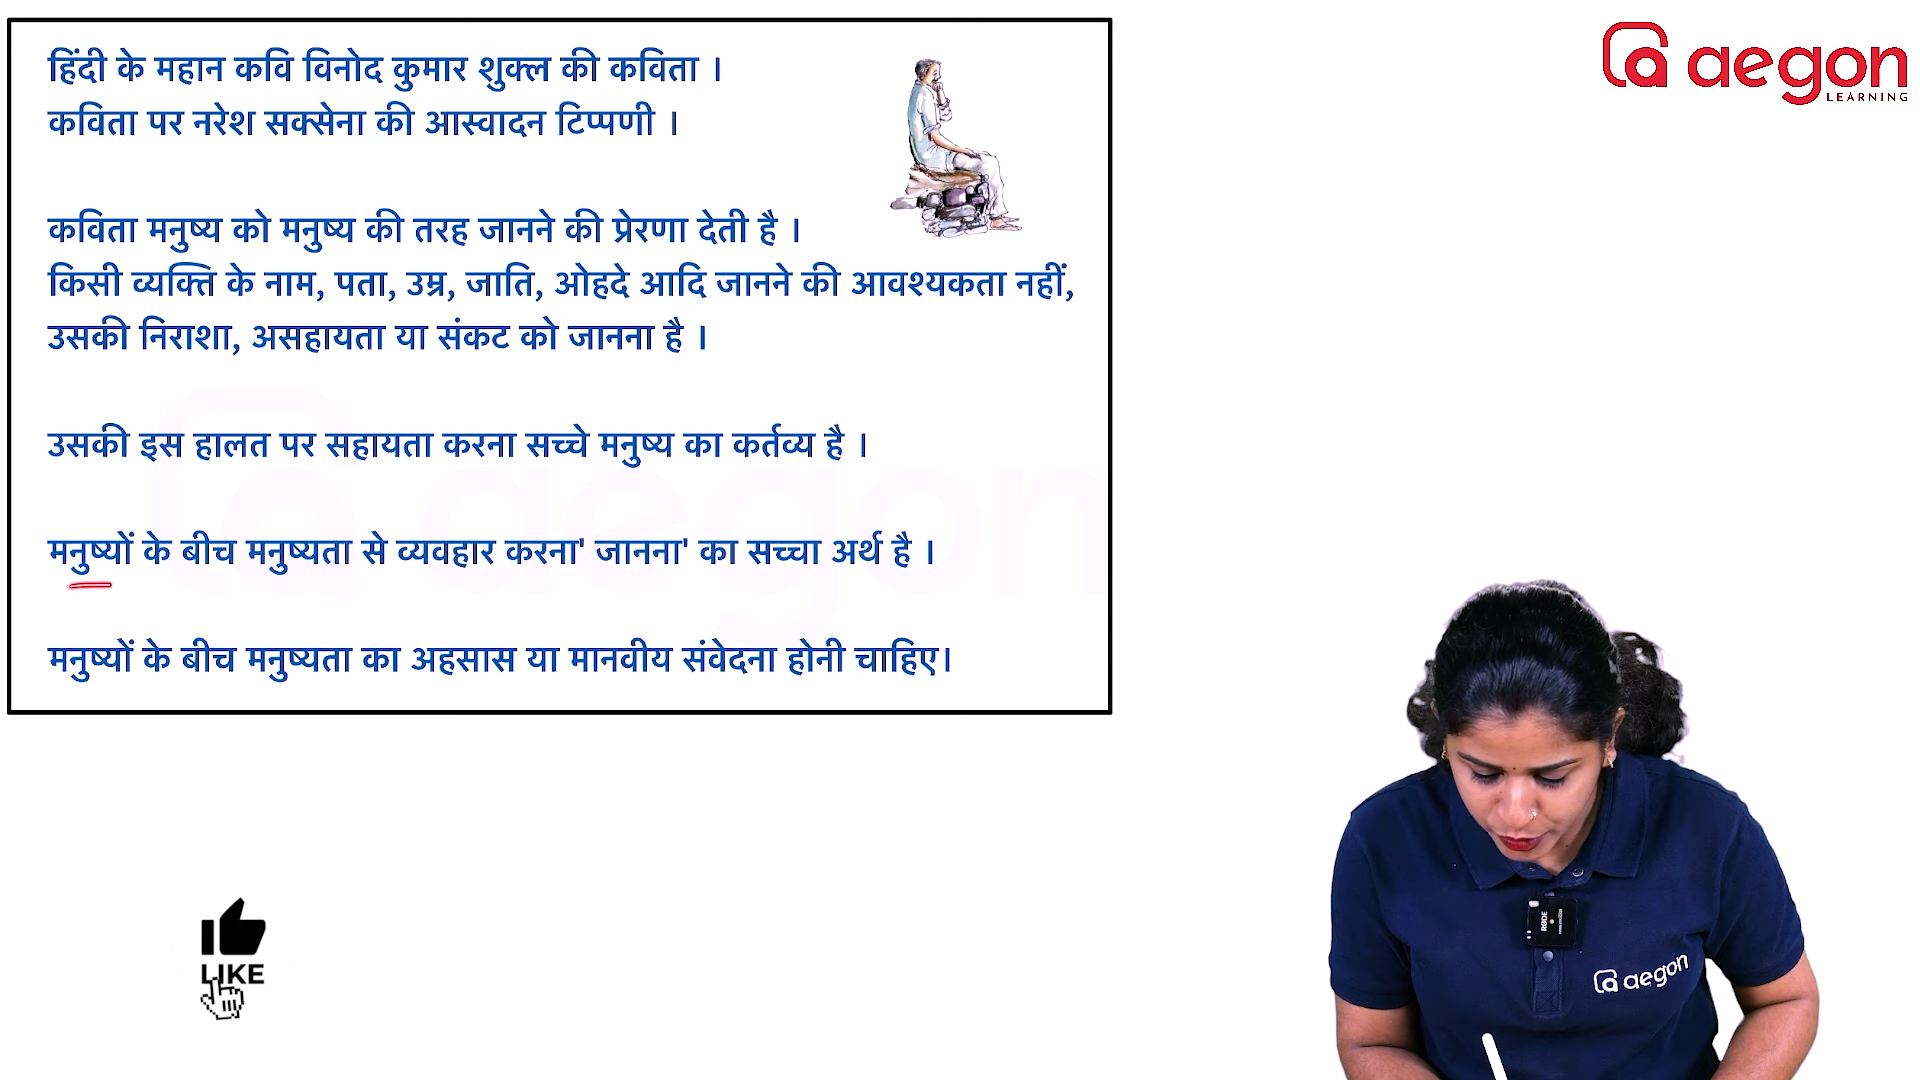 हिंदी के महान कवि विनोद कुमार शुक्ल की कविता ।
कविता पर नरेश सक्सेना की आस्वादन टिप्पणी ।
कविता मनुष्य को मनुष्य की तरह जानने की प्रेरणा देती है ।
किसी व्यक्ति के नाम, पता, उम्र, जाति, ओहदे आदि जानने की आवश्यकता नहीं,
उसकी निराशा, असहायता या संकट को जानना है ।
उसकी इस हालत पर सहायता करना सच्चे मनुष्य का कर्तव्य है ।
मनुष्यों के बीच मनुष्यता से व्यवहार करना' जानना' का सच्चा अर्थ है ।
मनुष्यों के बीच मनुष्यता का अहसास या मानवीय संवेदना होनी चाहिए।
aegon
LEARNING
aegon
LIKE
RØDE
aegon